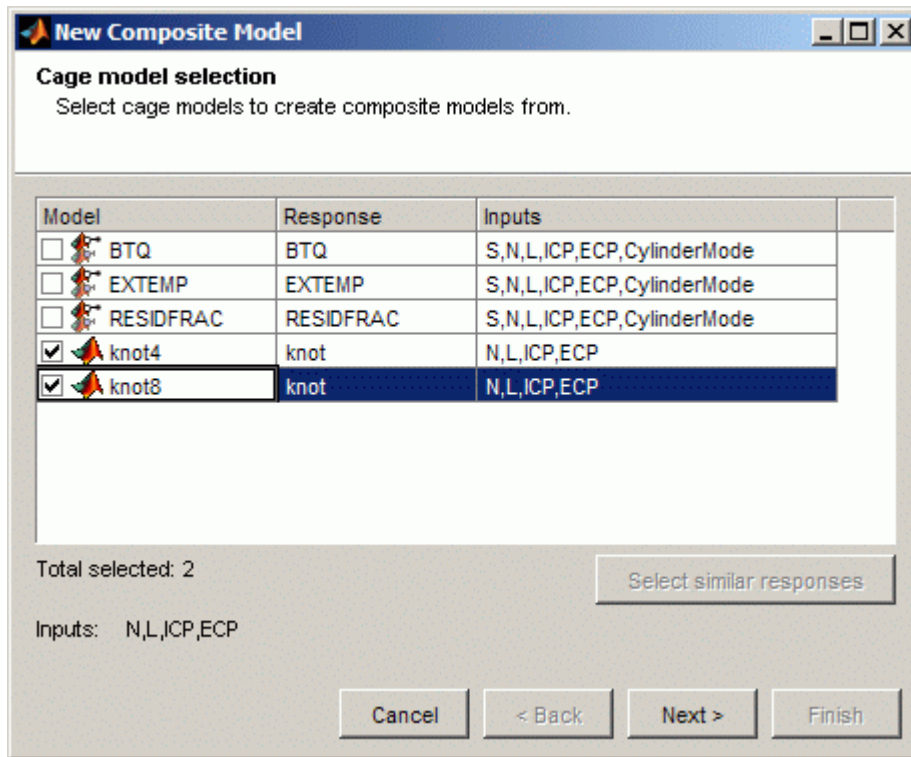 New Composite Model
Cage model selection
Select cage models to create composite models from.
Model Response Inputs
BTQ BTQ S,N,L,ICP,ECP,CylinderMode
EXTEMP EXTEMP S,N,L,ICP,ECP,CylinderMode
RESIDFRAC RESIDFRAC S,N,L,ICP,ECP,CylinderMode
knot4 knot N,L,ICP,ECP
knot8 knot N,L,ICP,ECP
Total selected: 2
Select similar responses
Inputs: N,L,ICP,ECP
Cancel < Back Next > Finish